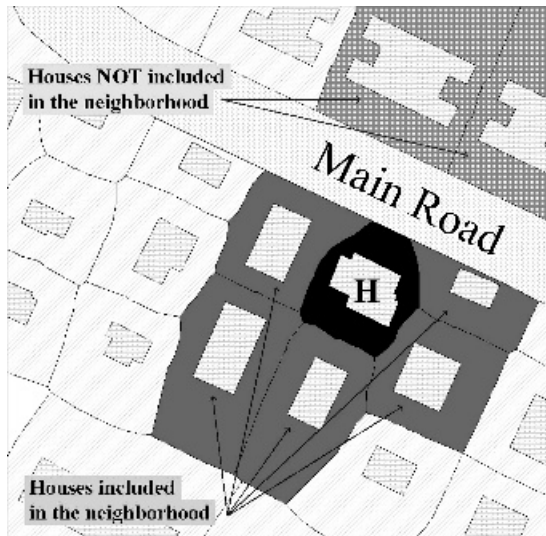 Houses NOT included
in the neighborhood
Main Road
H
Houses included
in the neighborhood